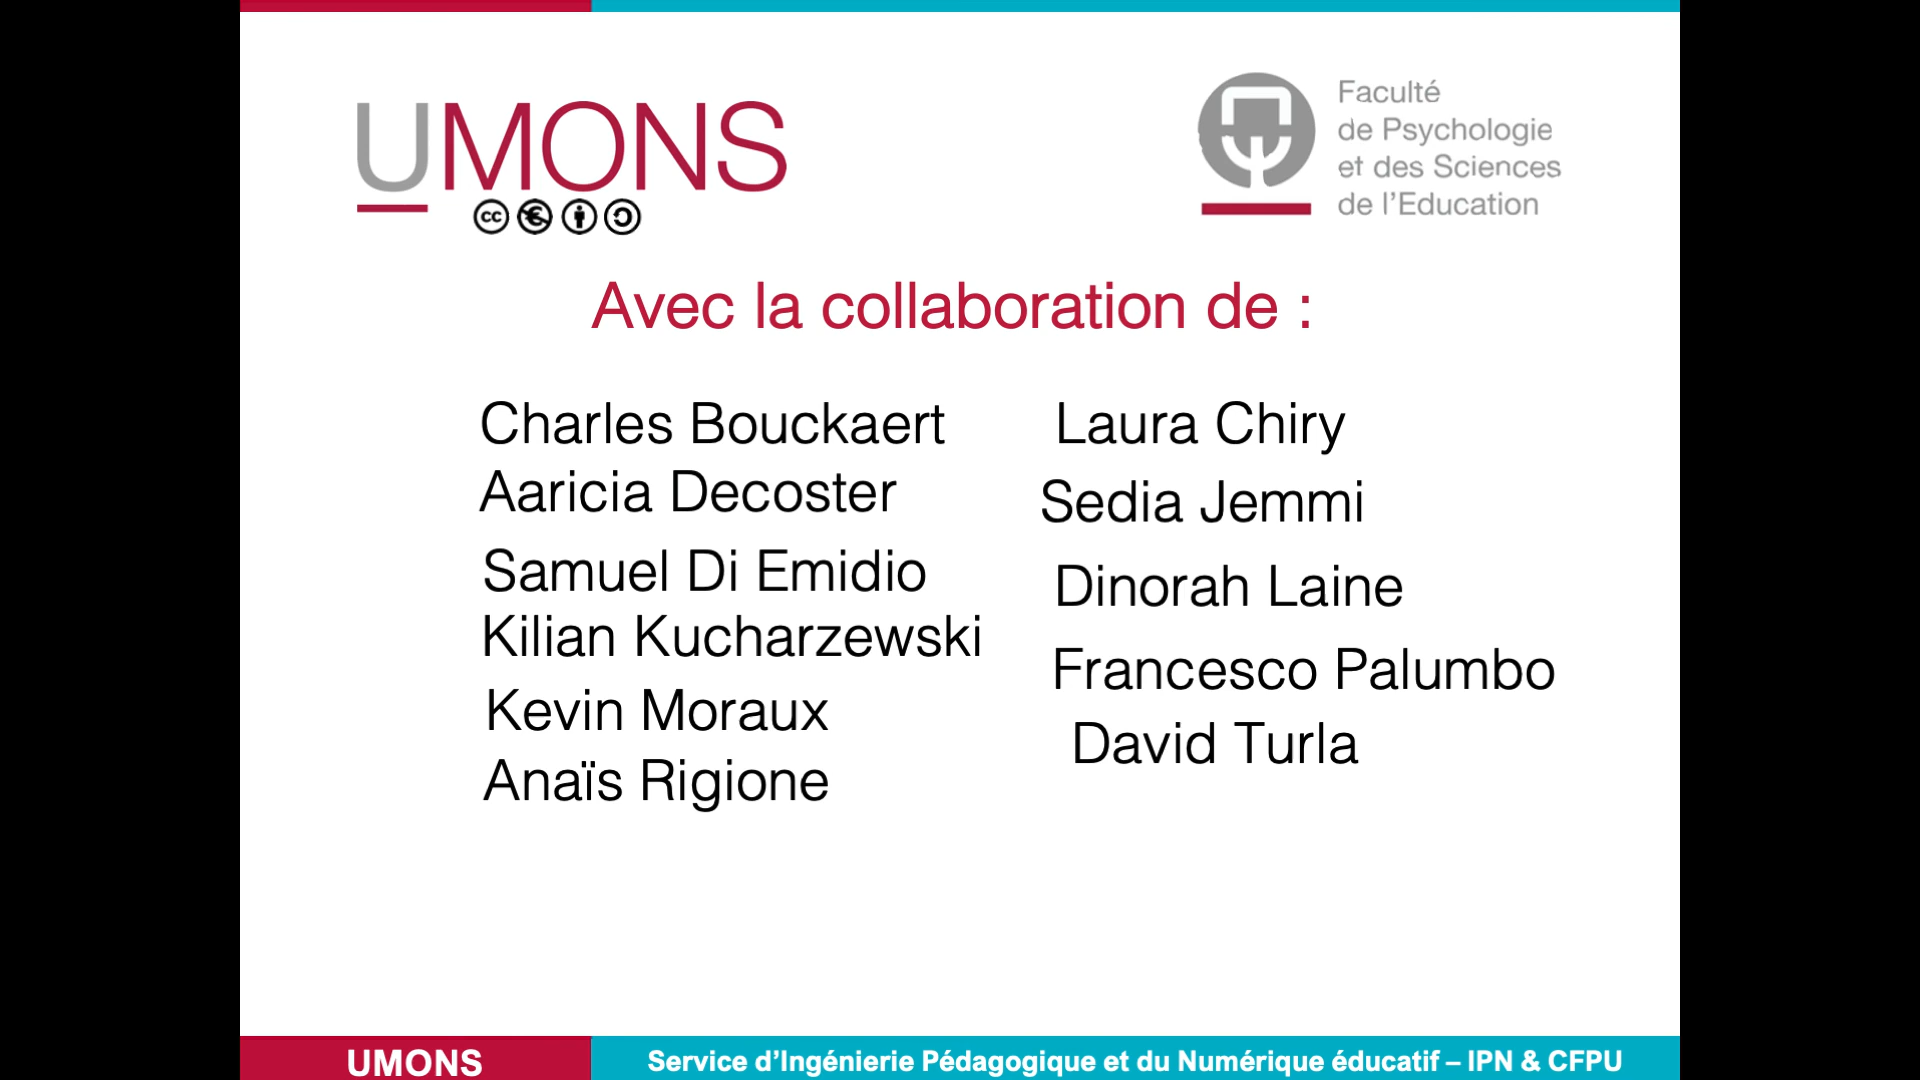 UMONS
cc
Faculté
de Psychologie
et des Sciences
de l'Education
Avec la collaboration de :
Charles Bouckaert
Aaricia Decoster
Samuel Di Emidio
Kilian Kucharzewski
Kevin Moraux
Anaïs Rigione
Laura Chiry
Sedia Jemmi
Dinorah Laine
Francesco Palumbo
David Turla
UMONS
Service d'Ingénierie Pédagogique et du Numérique éducatif – IPN & CFPU